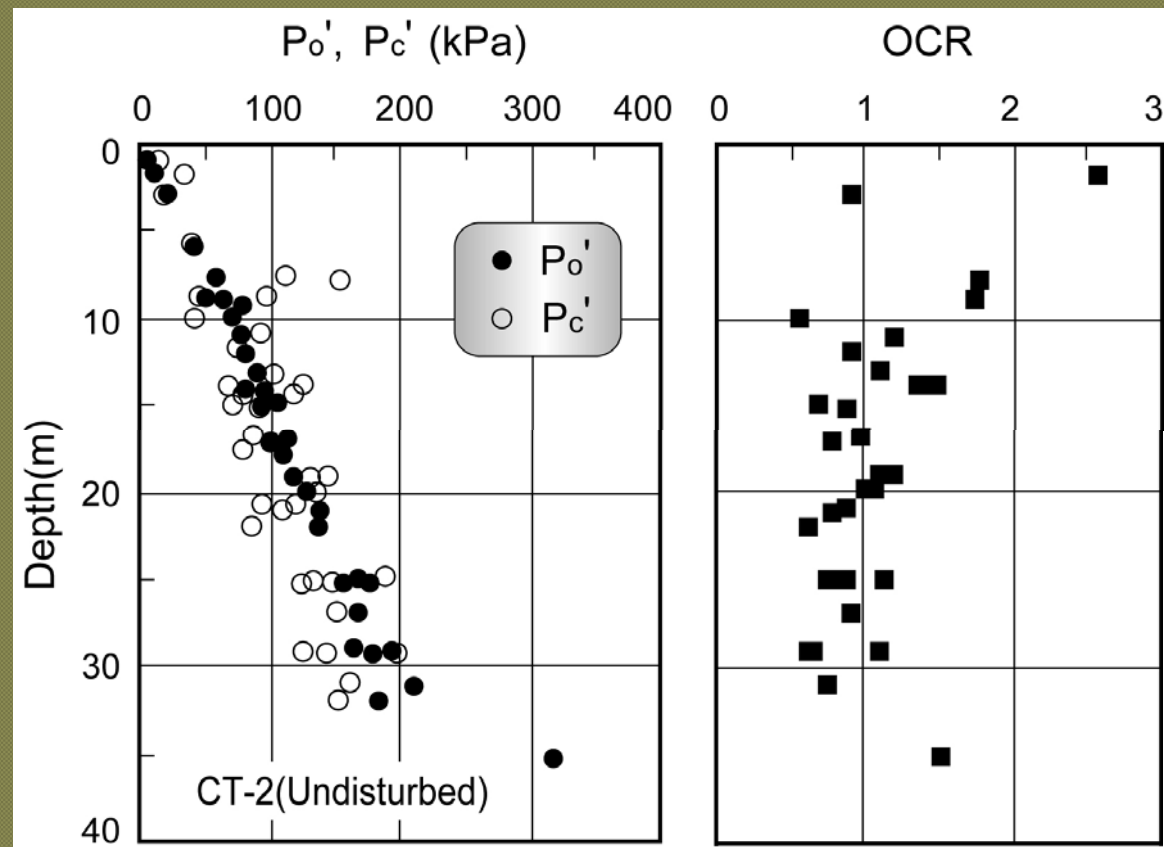 Po', Pc' (kPa)
OCR
0 100 200 300 400
0 1 2 3
0
10
20
30
40
Depth(m)
Po'
Pc'
CT-2(Undisturbed)